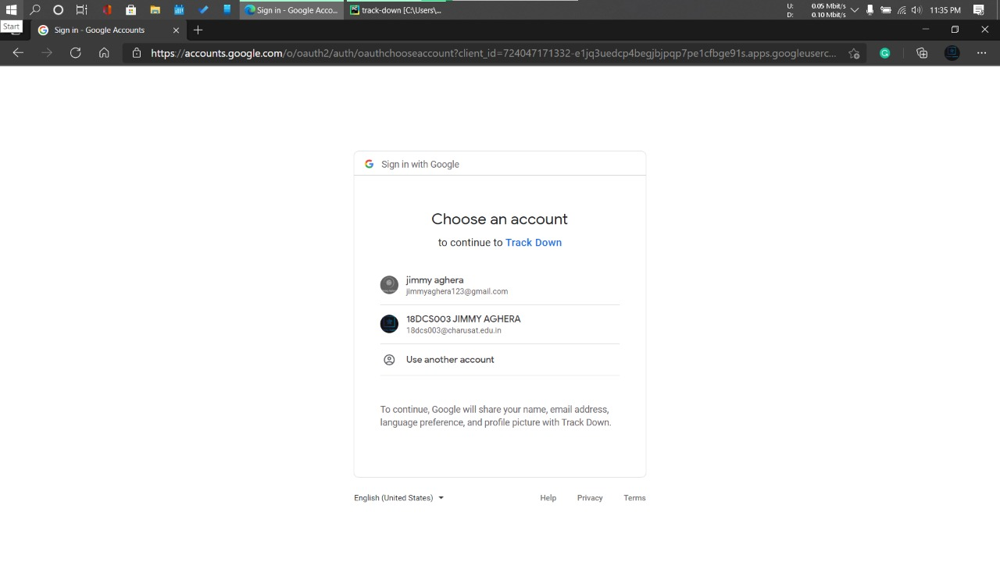 Sign in - Google Acco...
track-down [C:\Users\...
U: 0.05 Mbit/s
D: 0.10 Mbit/s
11:35 PM
Start
Sign in - Google Accounts
https://accounts.google.com/o/oauth2/auth/oauthchooseaccount?client_id=724047171332-e1jq3uedcp4begjbjpqp7pe1cfbge91s.apps.googleuserc...
Sign in with Google
Choose an account
to continue to Track Down
jimmy aghera
jimmyaghera123@gmail.com
18DCS003 JIMMY AGHERA
18dcs003@charusat.edu.in
Use another account
To continue, Google will share your name, email address,
language preference, and profile picture with Track Down.
English (United States)
Help
Privacy
Terms